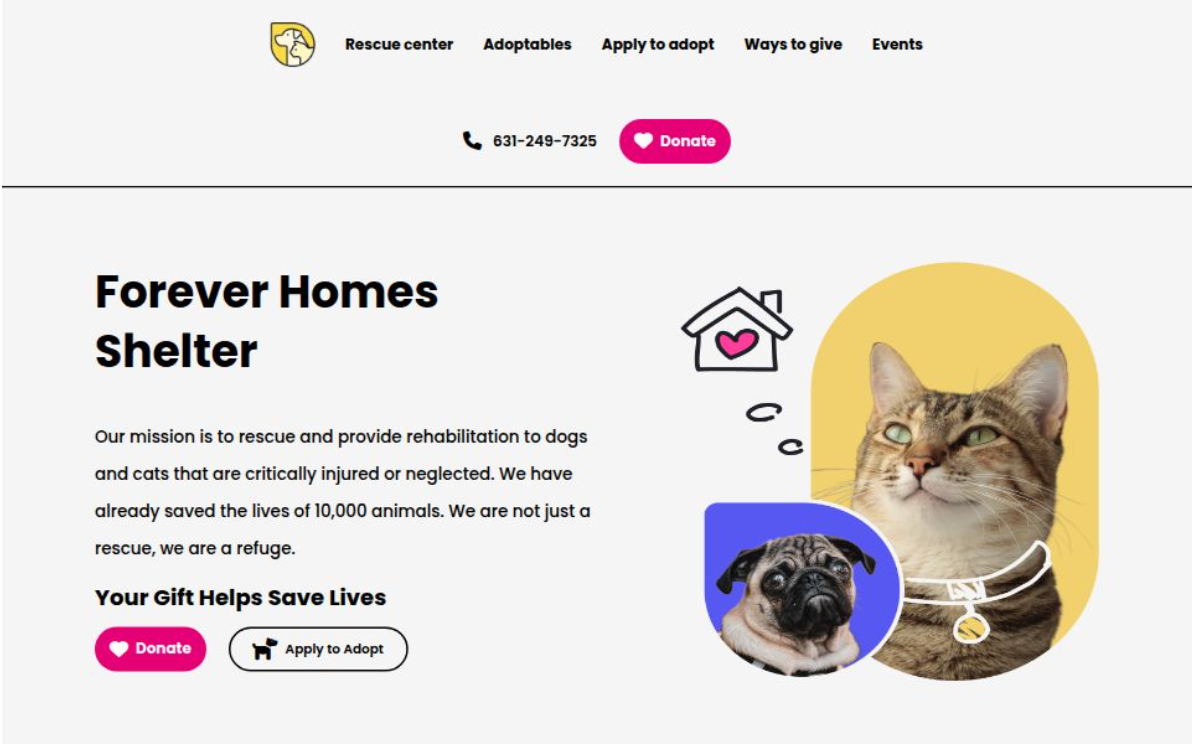 Rescue center Adoptables Apply to adopt Ways to give Events
631-249-7325 Donate
Forever Homes
Shelter
Our mission is to rescue and provide rehabilitation to dogs
and cats that are critically injured or neglected. We have
already saved the lives of 10,000 animals. We are not just a
rescue, we are a refuge.
Your Gift Helps Save Lives
Donate Apply to Adopt